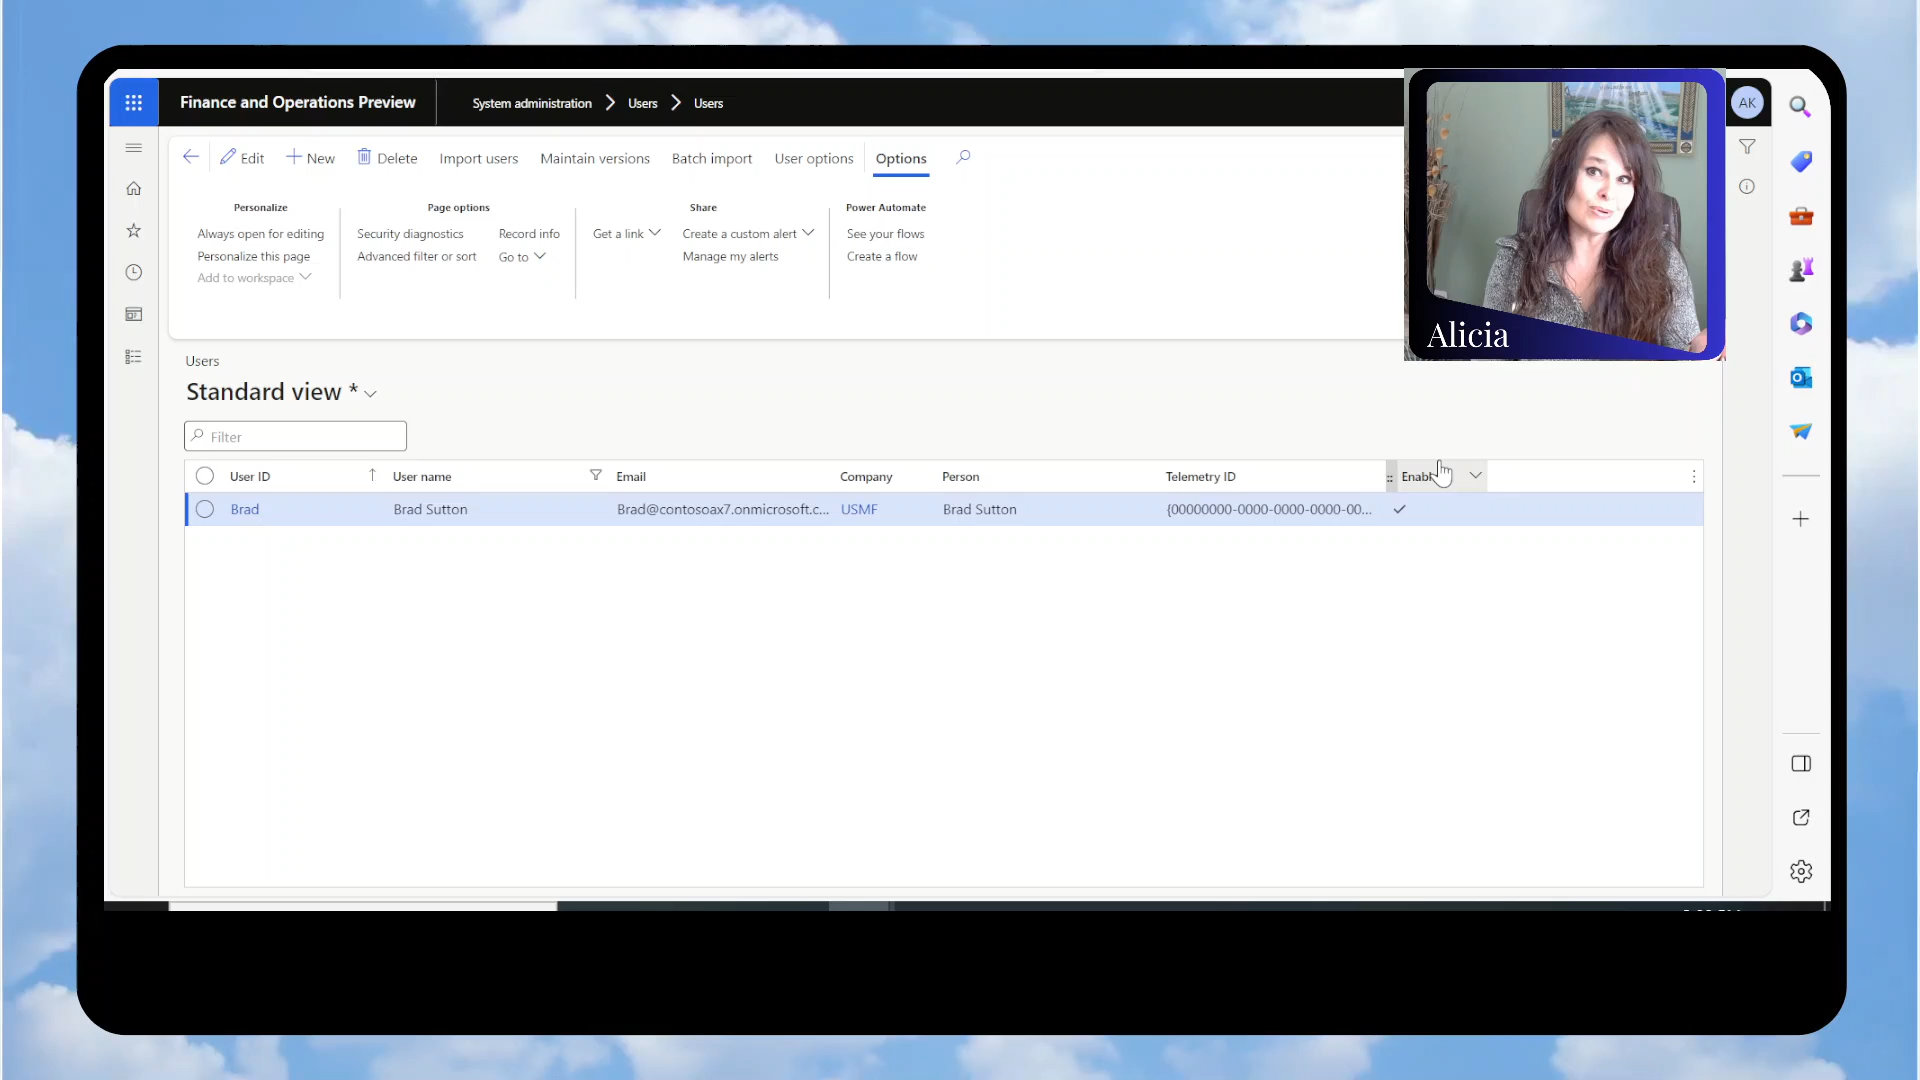 Finance and Operations Preview
System administration > Users > Users
AK
Edit New Delete Import users Maintain versions Batch import User options Options
Personalize Page options Share Power Automate
Always open for editing Security diagnostics Record info Get a link Create a custom alert See your flows
Personalize this page Advanced filter or sort Go to Manage my alerts Create a flow
Add to workspace
Alicia
Users
Standard view *
Filter
User ID User name Email Company Person Telemetry ID
Brad Brad Sutton Brad@contosoax7.onmicrosoft.c... USMF Brad Sutton {00000000-0000-0000-0000-00...